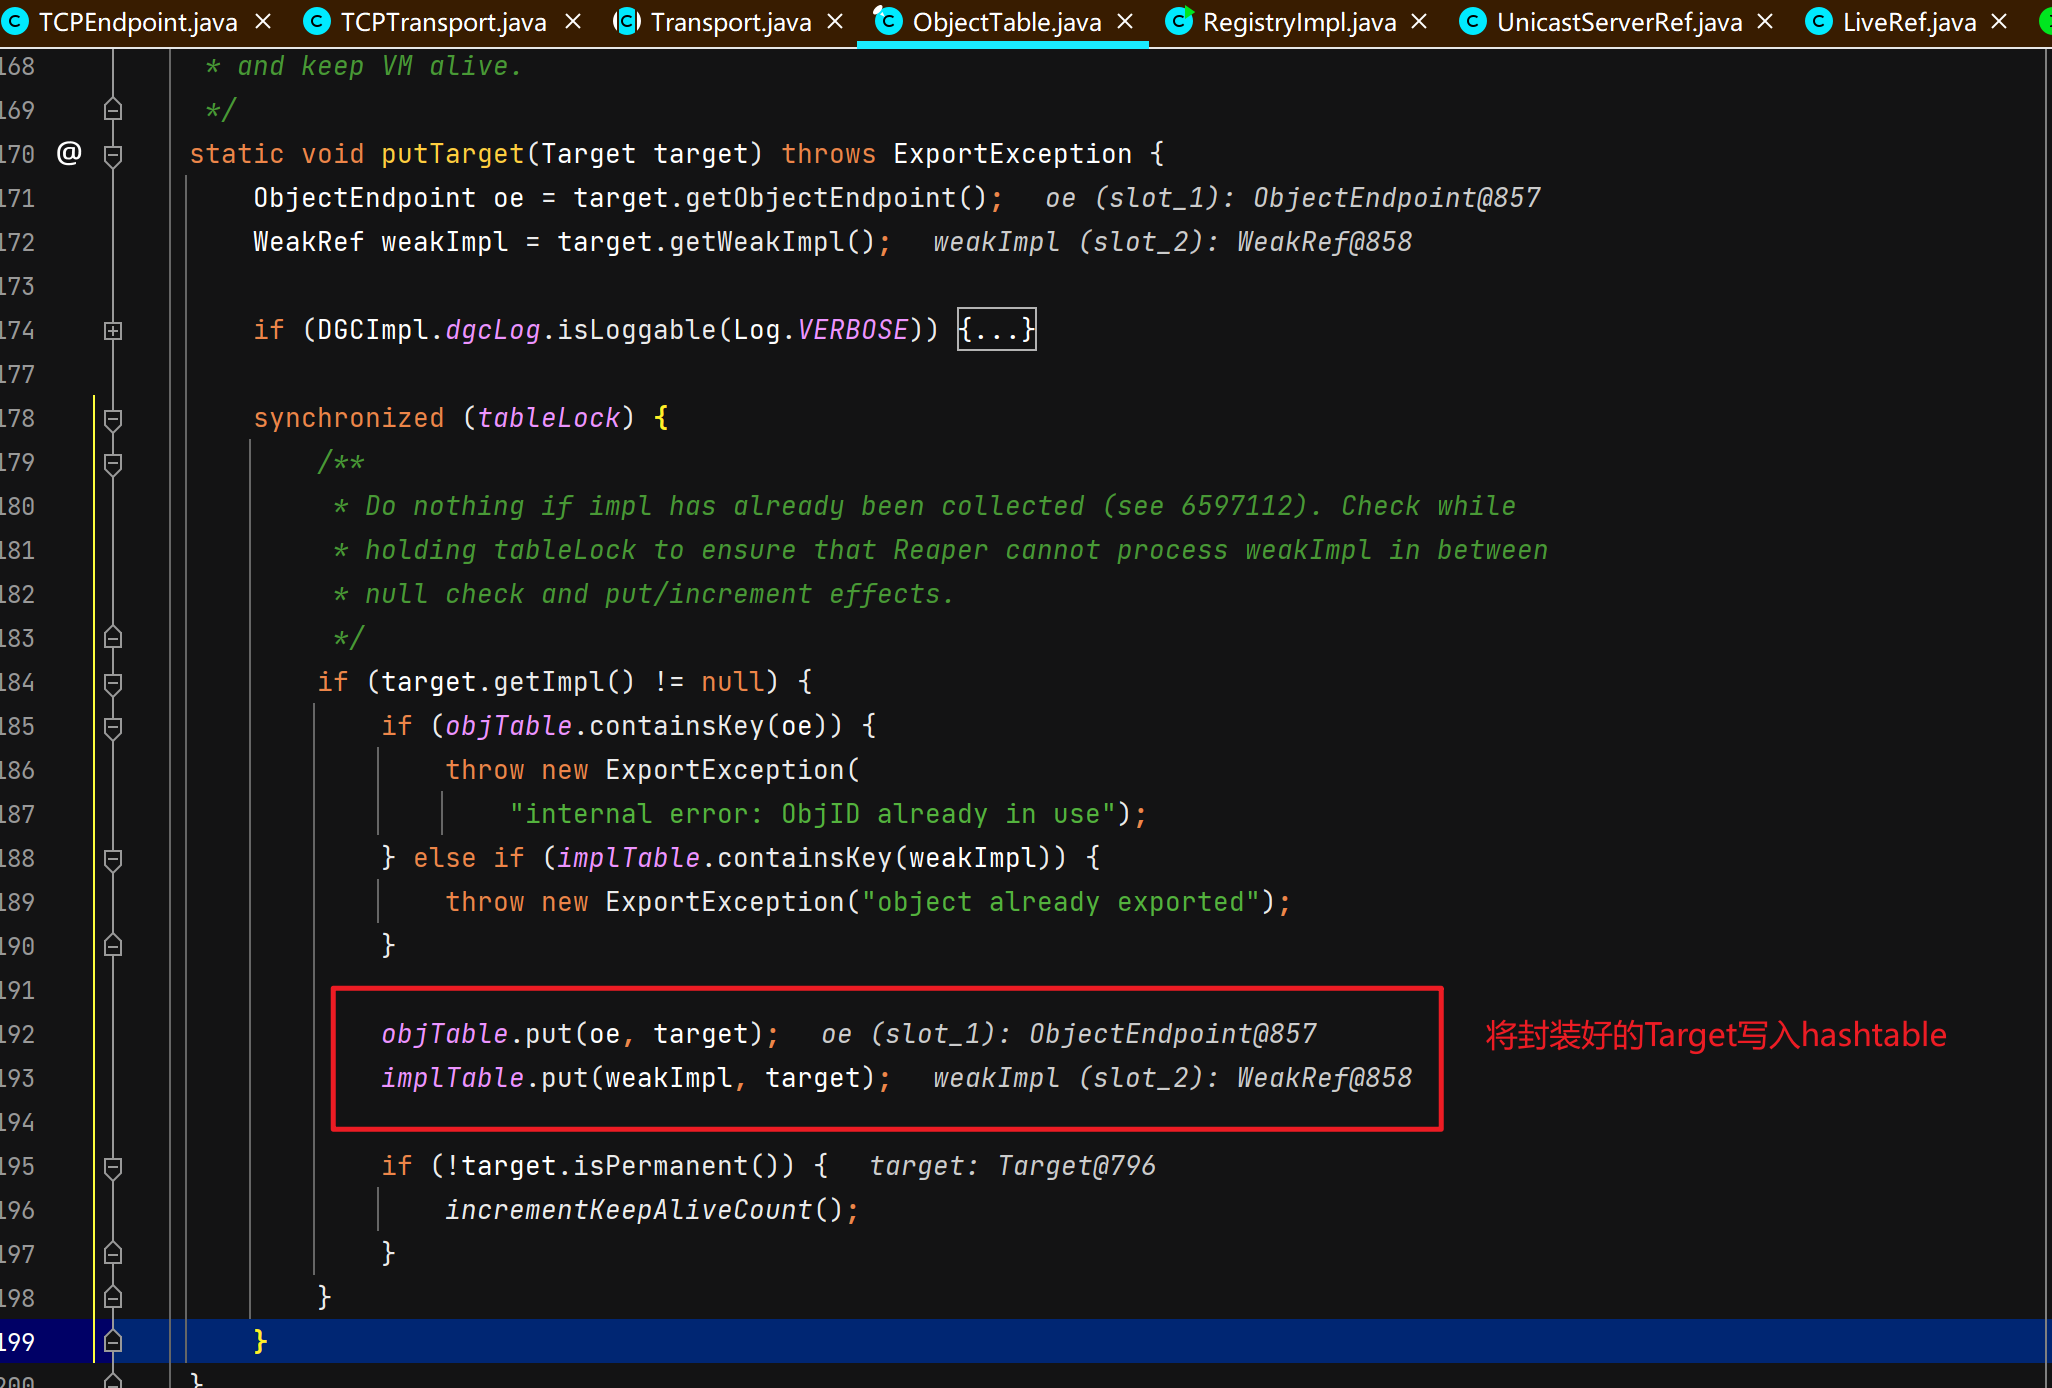 TCPEndpoint.java TCPTransport.java Transport.java ObjectTable.java RegistryImpl.java UnicastServerRef.java LiveRef.java
168 * and keep VM alive.
169 */
170 @ static void putTarget(Target target) throws ExportException {
171 ObjectEndpoint oe = target.getObjectEndpoint(); oe (slot_1): ObjectEndpoint@857
172 WeakRef weakImpl = target.getWeakImpl(); weakImpl (slot_2): WeakRef@858
173
174 if (DGCImpl.dgcLog.isLoggable(Log.VERBOSE)) {...}
177
178 synchronized (tableLock) {
179 /**
180 * Do nothing if impl has already been collected (see 6597112). Check while
181 * holding tableLock to ensure that Reaper cannot process weakImpl in between
182 * null check and put/increment effects.
183 */
184 if (target.getImpl() != null) {
185 if (objTable.containsKey(oe)) {
186 throw new ExportException(
187 "internal error: ObjID already in use");
188 } else if (implTable.containsKey(weakImpl)) {
189 throw new ExportException("object already exported");
190 }
191
192 objTable.put(oe, target); oe (slot_1): ObjectEndpoint@857 将封装好的Target写入hashtable
193 implTable.put(weakImpl, target); weakImpl (slot_2): WeakRef@858
194
195 if (!target.isPermanent()) { target: Target@796
196 incrementKeepAliveCount();
197 }
198 }
199 }
200 }